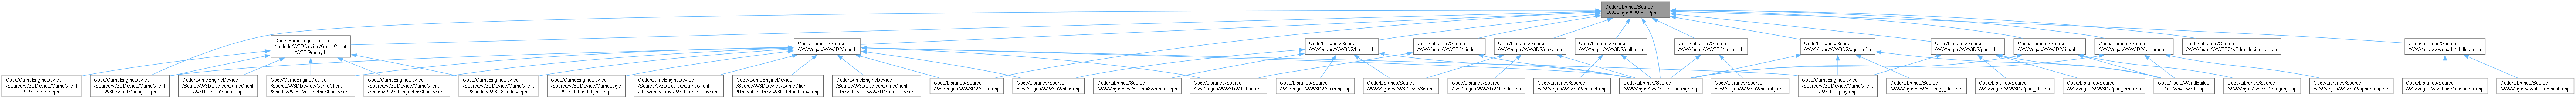 Code/Libraries/Source
/WWVegas/WW3D2/proto.h
Code/GameEngineDevice
/Include/W3DDevice/GameClient
/W3DGranny.h
Code/Libraries/Source
/WWVegas/WW3D2/hlod.h
Code/Libraries/Source
/WWVegas/WW3D2/boxrobj.h
Code/Libraries/Source
/WWVegas/WW3D2/distlod.h
Code/Libraries/Source
/WWVegas/WW3D2/dazzle.h
Code/Libraries/Source
/WWVegas/WW3D2/collect.h
Code/Libraries/Source
/WWVegas/WW3D2/nullrobj.h
Code/Libraries/Source
/WWVegas/WW3D2/agg_def.h
Code/Libraries/Source
/WWVegas/WW3D2/part_ldr.h
Code/Libraries/Source
/WWVegas/WW3D2/ringobj.h
Code/Libraries/Source
/WWVegas/WW3D2/sphereobj.h
Code/Libraries/Source
/WWVegas/WW3D2/w3dexclusionlist.cpp
Code/Libraries/Source
/WWVegas/wwshade/shdloader.h
Code/GameEngineDevice
/Source/W3DDevice/GameClient
/W3DScene.cpp
Code/GameEngineDevice
/Source/W3DDevice/GameClient
/W3DAssetManager.cpp
Code/GameEngineDevice
/Source/W3DDevice/GameClient
/W3DTerrainVisual.cpp
Code/GameEngineDevice
/Source/W3DDevice/GameClient
/Shadow/W3DVolumetricShadow.cpp
Code/GameEngineDevice
/Source/W3DDevice/GameClient
/Shadow/W3DProjectedShadow.cpp
Code/GameEngineDevice
/Source/W3DDevice/GameClient
/Shadow/W3DShadow.cpp
Code/GameEngineDevice
/Source/W3DDevice/GameLogic
/W3DGhostObject.cpp
Code/GameEngineDevice
/Source/W3DDevice/GameClient
/Drawable/Draw/W3DDebrisDraw.cpp
Code/GameEngineDevice
/Source/W3DDevice/GameClient
/Drawable/Draw/W3DDefaultDraw.cpp
Code/GameEngineDevice
/Source/W3DDevice/GameClient
/Drawable/Draw/W3DModelDraw.cpp
Code/Libraries/Source
/WWVegas/WW3D2/proto.cpp
Code/Libraries/Source
/WWVegas/WW3D2/hlod.cpp
Code/Libraries/Source
/WWVegas/WW3D2/dx8wrapper.cpp
Code/Libraries/Source
/WWVegas/WW3D2/distlod.cpp
Code/Libraries/Source
/WWVegas/WW3D2/boxrobj.cpp
Code/Libraries/Source
/WWVegas/WW3D2/ww3d.cpp
Code/Libraries/Source
/WWVegas/WW3D2/dazzle.cpp
Code/Libraries/Source
/WWVegas/WW3D2/collect.cpp
Code/Libraries/Source
/WWVegas/WW3D2/assetmgr.cpp
Code/Libraries/Source
/WWVegas/WW3D2/nullrobj.cpp
Code/GameEngineDevice
/Source/W3DDevice/GameClient
/W3DDisplay.cpp
Code/Libraries/Source
/WWVegas/WW3D2/agg_def.cpp
Code/Libraries/Source
/WWVegas/WW3D2/part_ldr.cpp
Code/Libraries/Source
/WWVegas/WW3D2/part_emt.cpp
Code/Tools/WorldBuilder
/src/wbview3d.cpp
Code/Libraries/Source
/WWVegas/WW3D2/ringobj.cpp
Code/Libraries/Source
/WWVegas/WW3D2/sphereobj.cpp
Code/Libraries/Source
/WWVegas/wwshade/shdloader.cpp
Code/Libraries/Source
/WWVegas/wwshade/shdlib.cpp